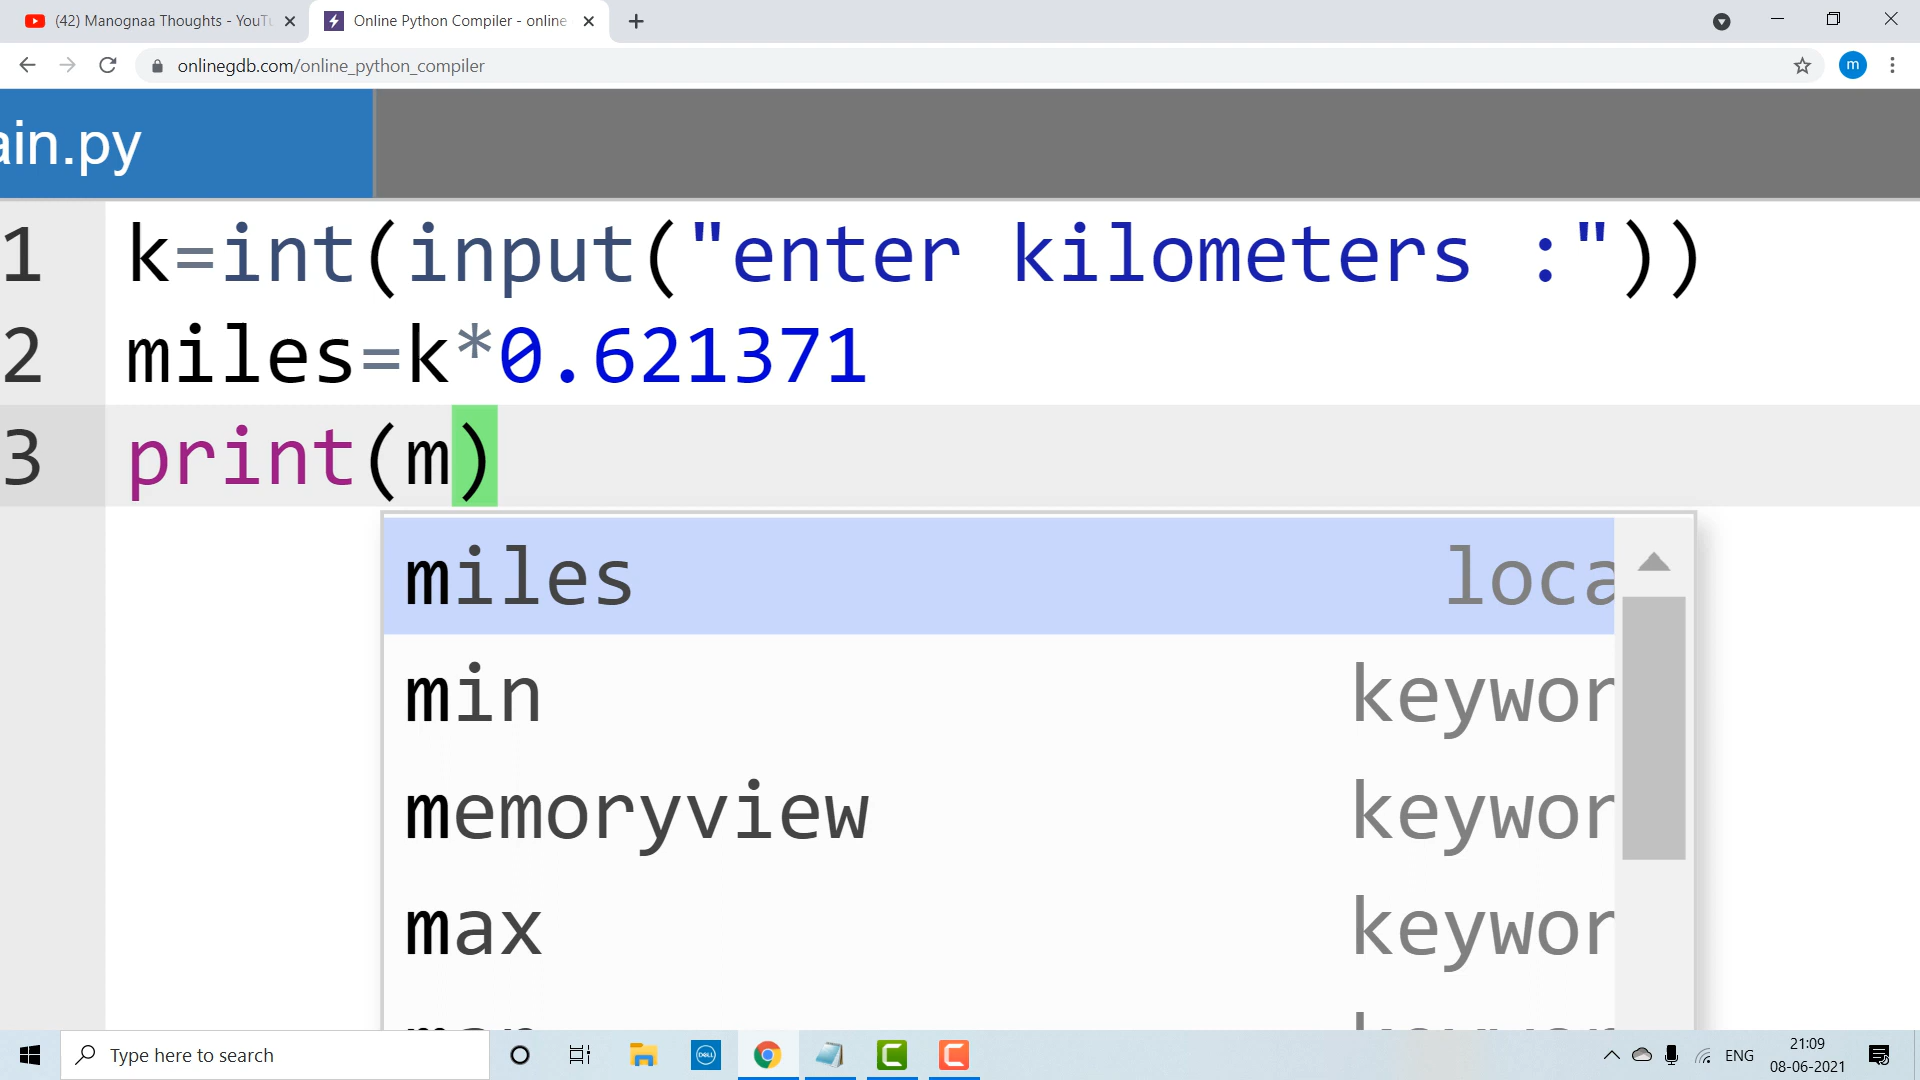 (42) Manognaa Thoughts - YouTu
Online Python Compiler - online
onlinegdb.com/online_python_compiler
m
ain.py
1 k=int(input("enter kilometers :"))
2 miles=k*0.621371
3 print(m)
miles loca
min keywor
memoryview keywor
max keywor
Type here to search
DELL
ENG
21:09
08-06-2021